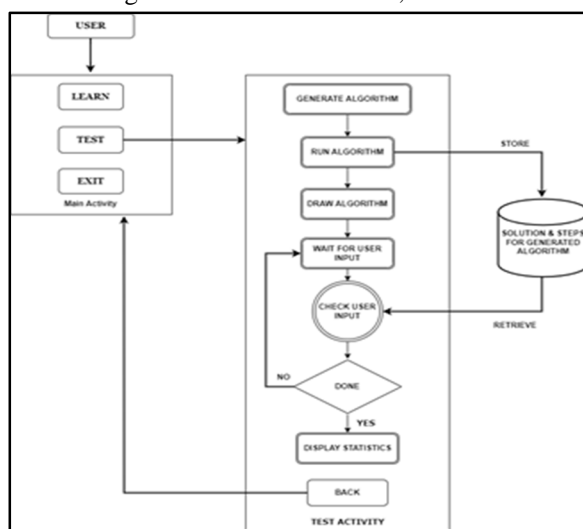 USER
LEARN
TEST
EXIT
Main Activity
GENERATE ALGORITHM
RUN ALGORITHM
STORE
DRAW ALGORITHM
WAIT FOR USER
INPUT
SOLUTION & STEPS
FOR GENERATED
ALGORITHM
CHECK USER
INPUT
RETRIEVE
NO
DONE
YES
DISPLAY STATISTICS
BACK
TEST ACTIVITY